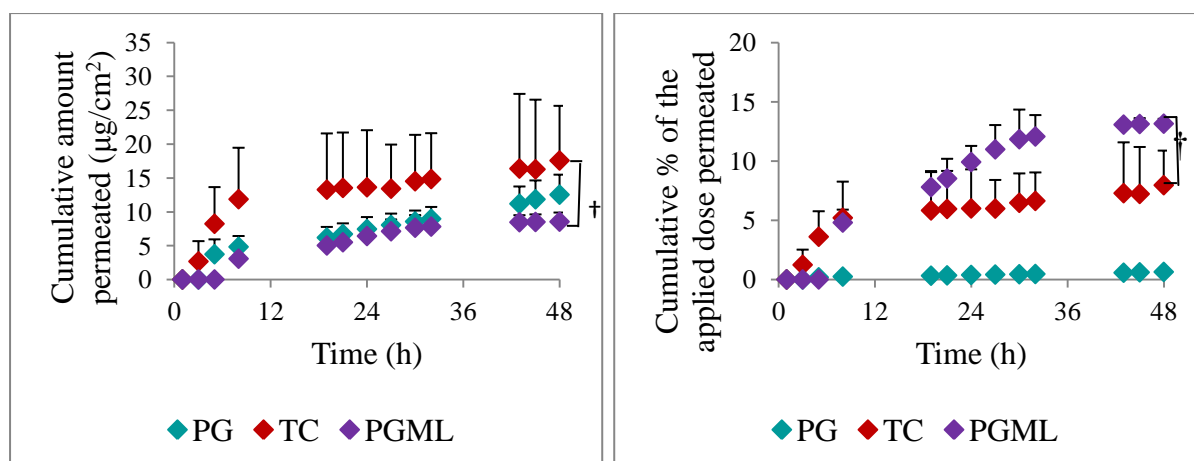 Cumulative amount
permeated (µg/cm²)
35
30
25
20
15
10
5
0
0 12 24 36 48
†
Time (h)
PG TC PGML
Cumulative % of the
applied dose permeated
20
15
10
5
0
0 12 24 36 48
†
Time (h)
PG TC PGML